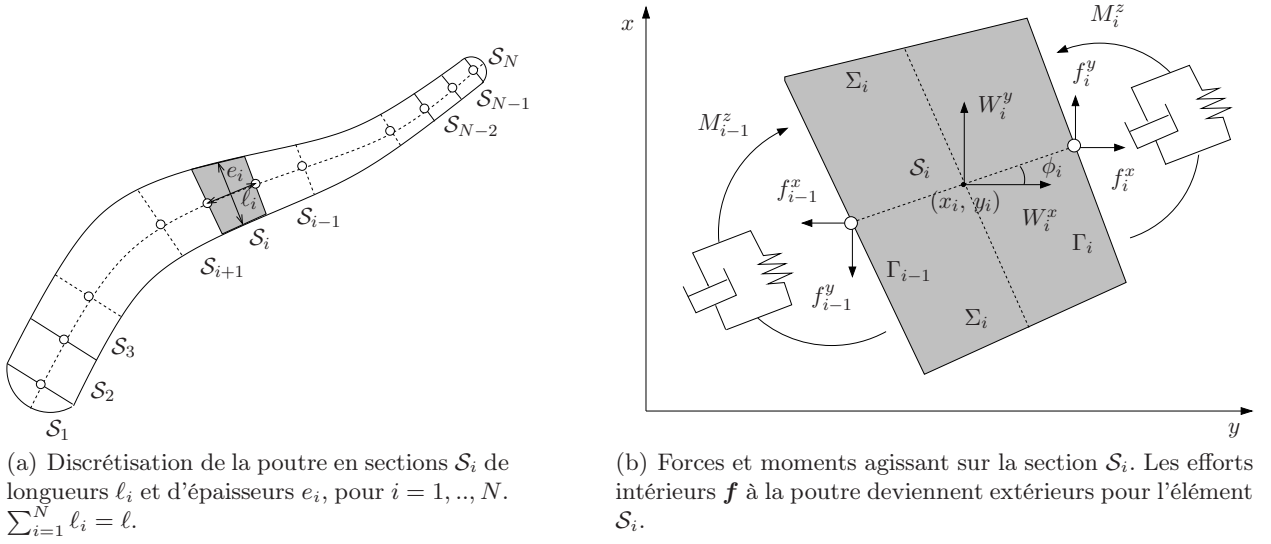 𝒮_N
𝒮_{N−1}
𝒮_{N−2}
e_i
ℓ_i
𝒮_{i−1}
𝒮_i
𝒮_{i+1}
𝒮_3
𝒮_2
𝒮_1
(a) Discrétisation de la poutre en sections 𝒮_i de
longueurs ℓ_i et d'épaisseurs e_i, pour i = 1, .., N.
∑_{i=1}^{N} ℓ_i = ℓ.
x
M_i^z
Σ_i
f_i^y
W_i^y
M_{i−1}^z
𝒮_i
ϕ_i
f_{i−1}^x
f_i^x
(x_i, y_i)
W_i^x
Γ_i
Γ_{i−1}
f_{i−1}^y
Σ_i
y
(b) Forces et moments agissant sur la section 𝒮_i. Les efforts
intérieurs f à la poutre deviennent extérieurs pour l'élément
𝒮_i.